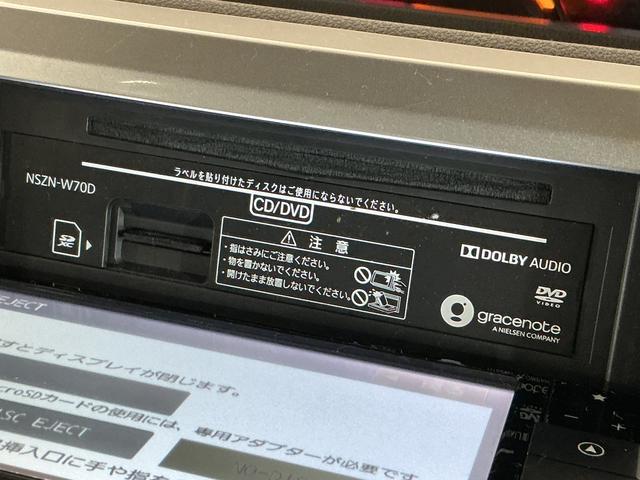 NSZN-W70D
ラベルを貼り付けたディスクはご使用にならないでください。
CD/DVD
SD
XC
注 意
・指はさみにご注意ください。
・物を置かないでください。
・開けたまま放置しないでください。
DOLBY AUDIO
DVD
VIDEO
gracenote
A NIELSEN COMPANY
EJECT
すとディスプレイが閉じます。
croSDカードの使用には、専用アダプターが必要です
SC EJECT
挿入口に手や指を